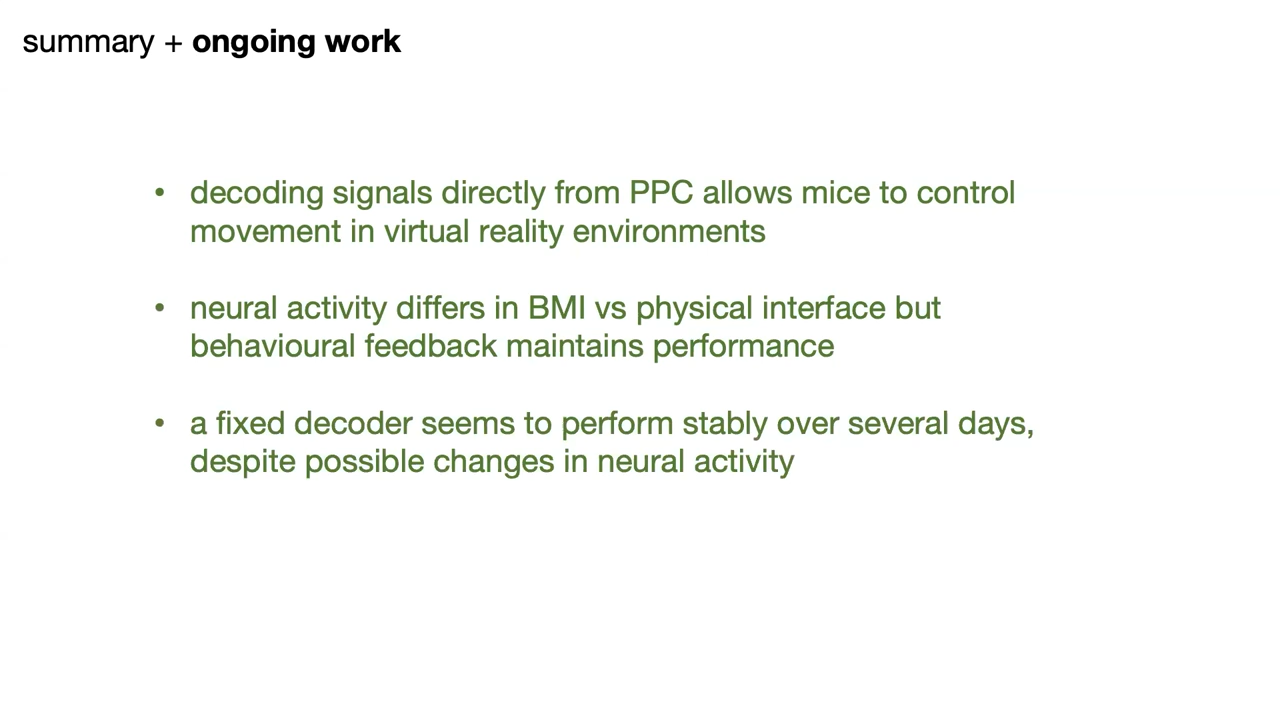 summary + ongoing work
• decoding signals directly from PPC allows mice to control
movement in virtual reality environments
• neural activity differs in BMI vs physical interface but
behavioural feedback maintains performance
• a fixed decoder seems to perform stably over several days,
despite possible changes in neural activity